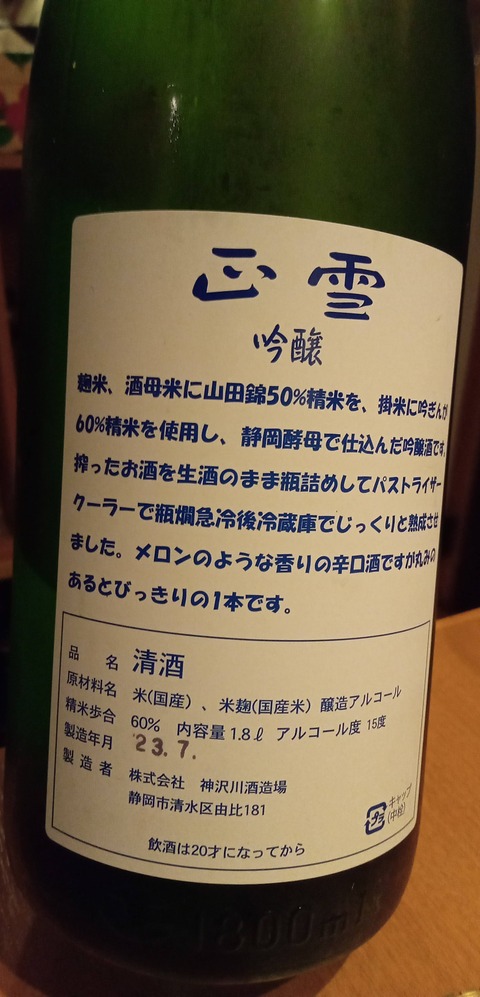 正雪
吟醸
麹米、酒母米に山田錦50%精米を、掛米に吟ぎんが
60%精米を使用し、静岡酵母で仕込んだ吟醸酒です。
搾ったお酒を生酒のまま瓶詰めしてパストライザー
クーラーで瓶燗急冷後冷蔵庫でじっくりと熟成させ
ました。メロンのような香りの辛口酒ですが丸みの
あるとびっきりの1本です。
品名 清酒
原材料名 米(国産)、米麹(国産米) 醸造アルコール
精米歩合 60% 内容量1.8ℓ アルコール度 15度
製造年月 23.7.
製造者 株式会社 神沢川酒造場
静岡市清水区由比181
プラ
キャップ
(中栓)
飲酒は20才になってから
1800ml